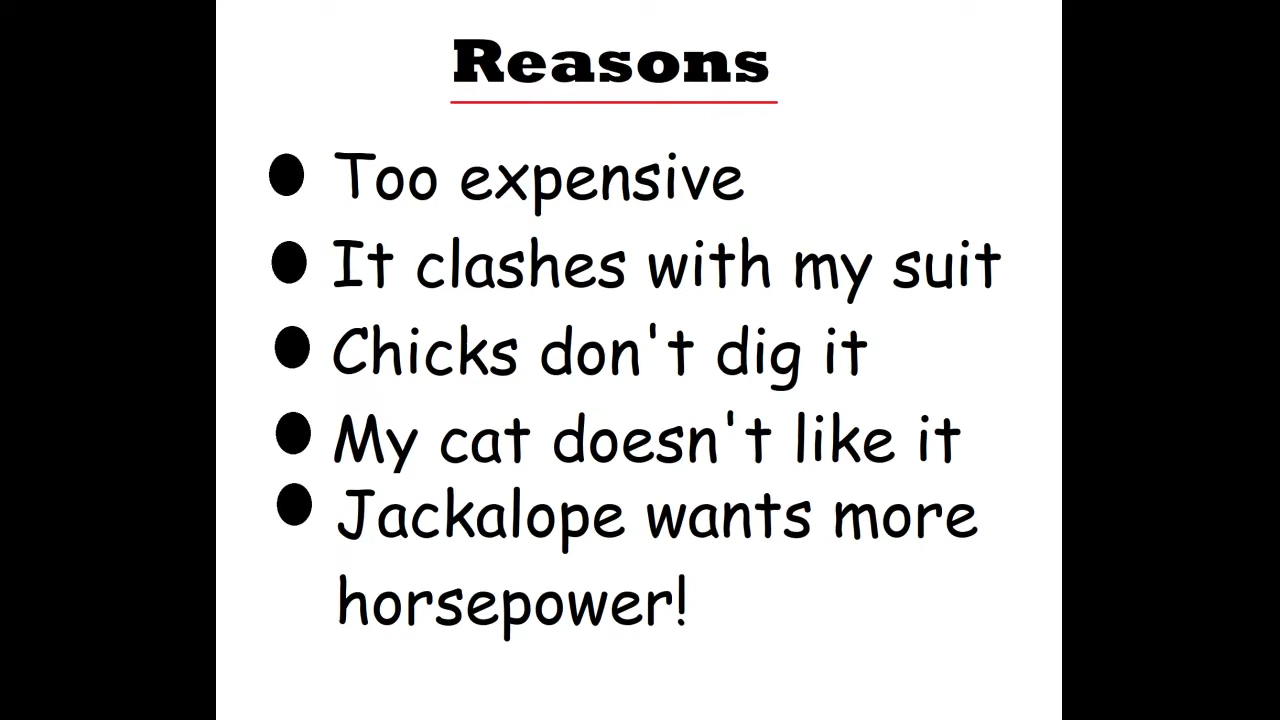 Reasons
Too expensive
It clashes with my suit
Chicks don't dig it
My cat doesn't like it
Jackalope wants more
horsepower!